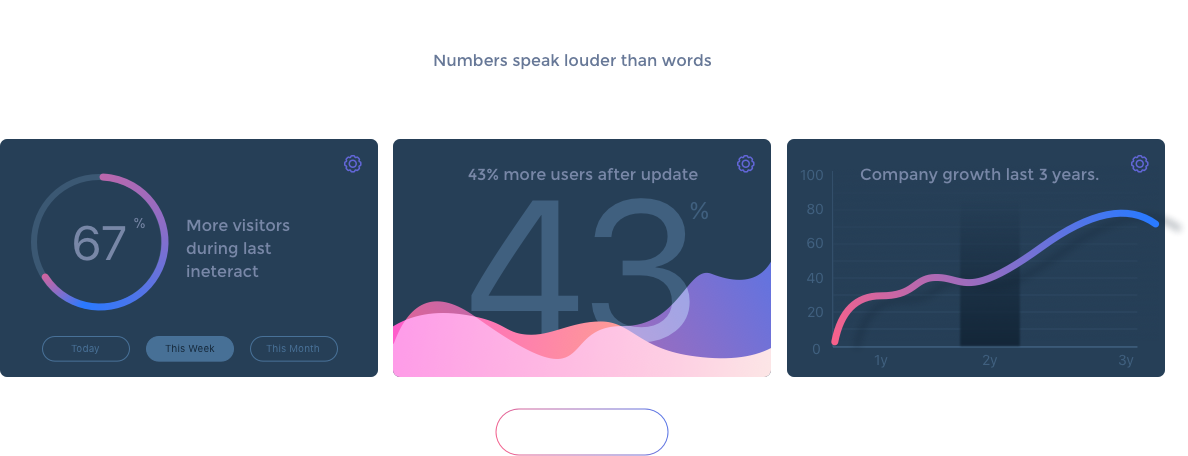 Numbers speak louder than words
67 %
More visitors
during last
ineteract
Today
This Week
This Month
43% more users after update
43 %
Company growth last 3 years.
100
80
60
40
20
0
1y
2y
3y